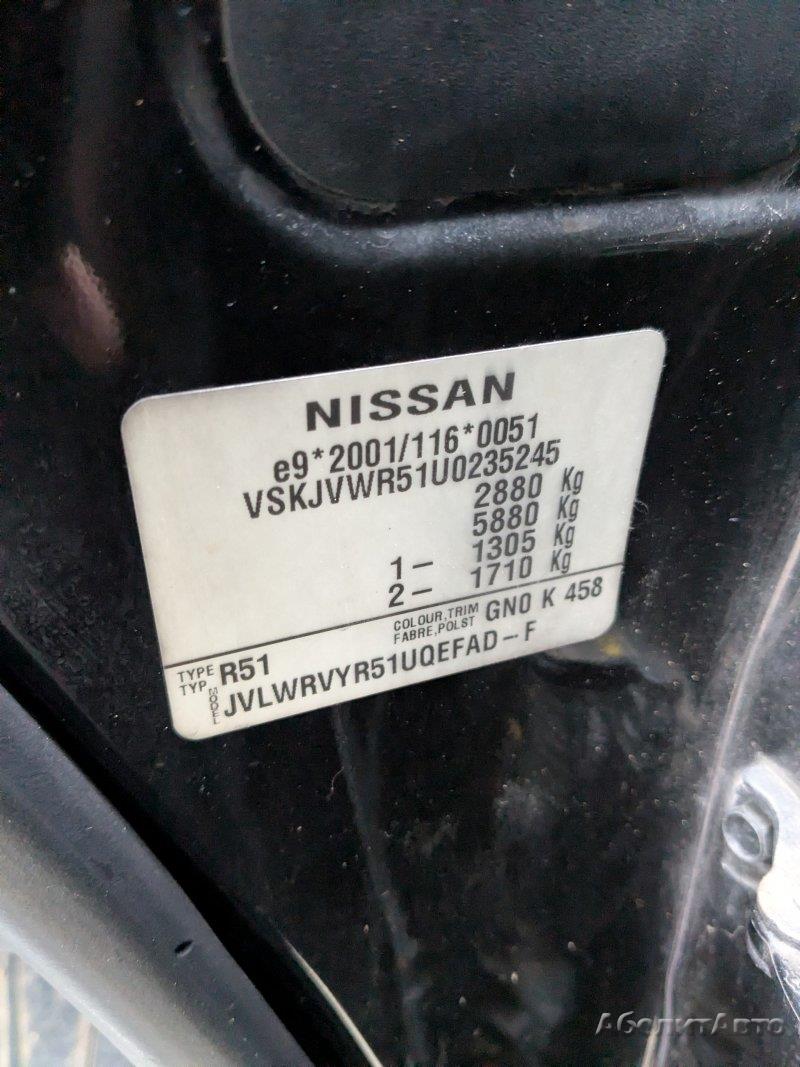 NISSAN
e9*2001/116*0051
VSKJVWR51U0235245
2880 Kg
5880 Kg
1– 1305 Kg
2– 1710 Kg
TYPE
TYP R51
COLOUR,TRIM
FABRE,POLST GN0 K 458
MODEL JVLWRVYR51UQEFAD–F
АболитАвто